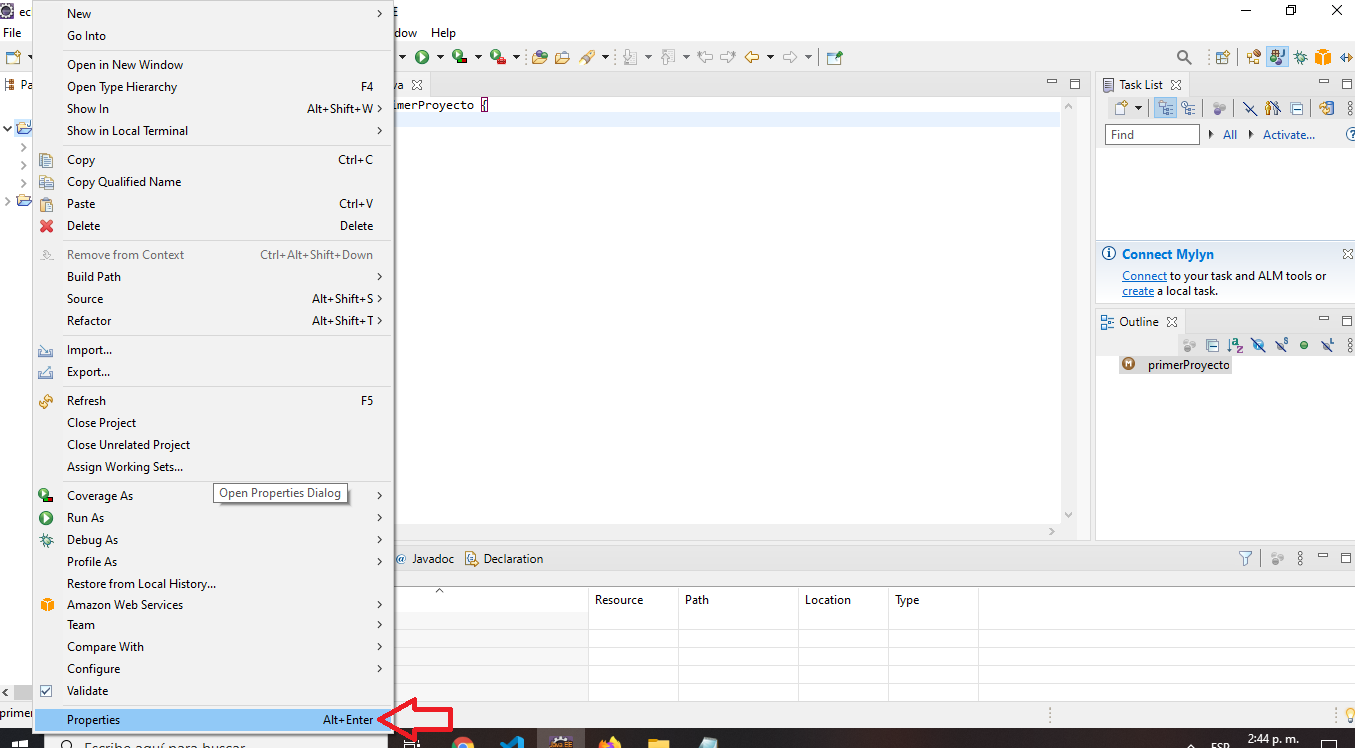 ec
E
File
dow Help
Pa
va
imerProyecto {
New
Go Into
Open in New Window
Open Type Hierarchy F4
Show In Alt+Shift+W
Show in Local Terminal
Copy Ctrl+C
Copy Qualified Name
Paste Ctrl+V
Delete Delete
Remove from Context Ctrl+Alt+Shift+Down
Build Path
Source Alt+Shift+S
Refactor Alt+Shift+T
Import...
Export...
Refresh F5
Close Project
Close Unrelated Project
Assign Working Sets...
Coverage As
Open Properties Dialog
Run As
Debug As
Profile As
Restore from Local History...
Amazon Web Services
Team
Compare With
Configure
Validate
Properties Alt+Enter
Task List
Find All Activate...
Connect Mylyn
Connect to your task and ALM tools or
create a local task.
Outline
primerProyecto
@ Javadoc Declaration
Resource Path Location Type
primer
Escribe aquí para buscar
ESP
2:44 p. m.